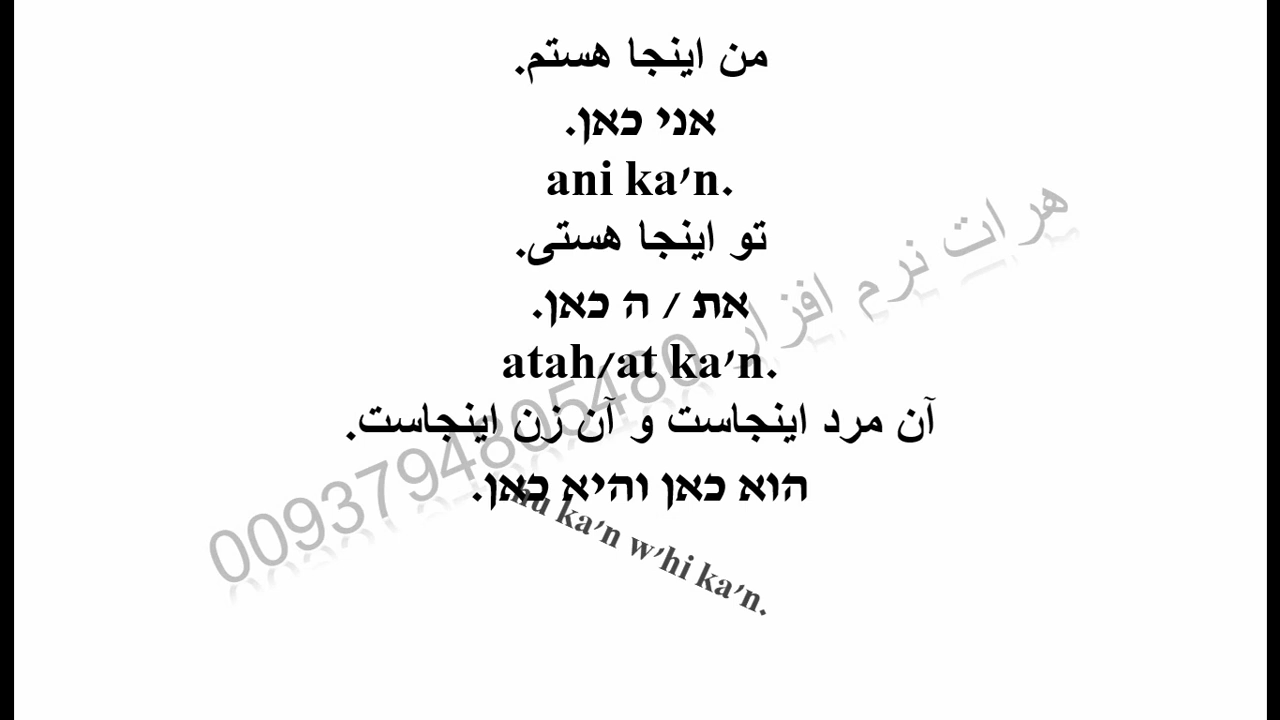 من اینجا هستم.
אני כאן.
ani ka'n.
تو اینجا هستی.
את / ה כאן.
atah/at ka'n.
آن مرد اینجاست و آن زن اینجاست.
הוא כאן והיא כאן.
hu ka'n w'hi ka'n.
هرات نرم افزار 0093794805480